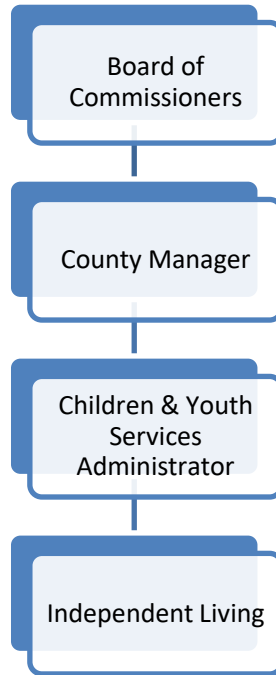 Board of
Commissioners
County Manager
Children & Youth
Services
Administrator
Independent Living